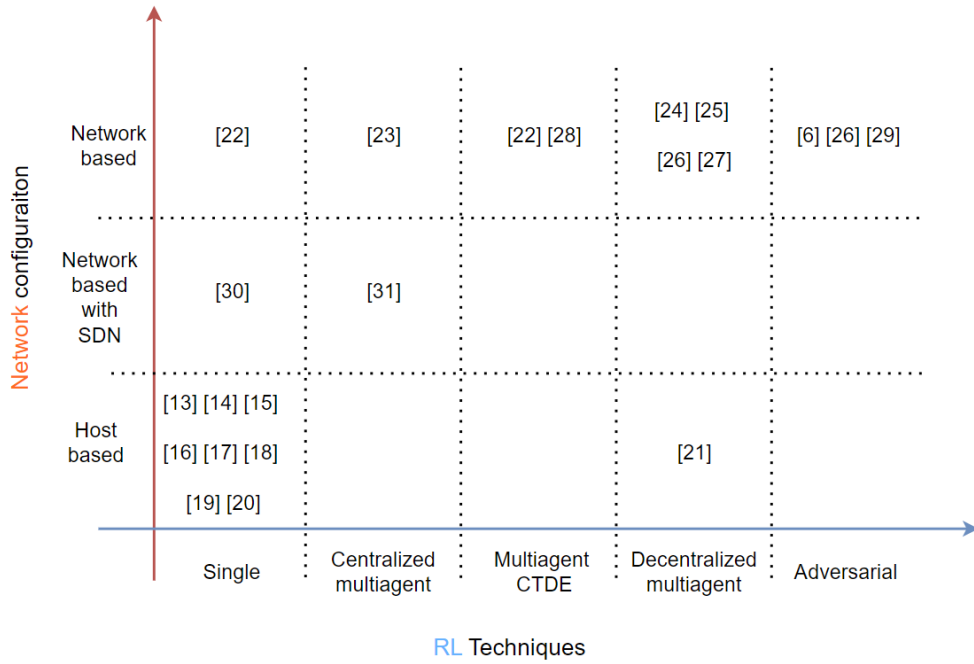 Network configuraiton
Network
based
[22]
[23]
[22] [28]
[24] [25]
[26] [27]
[6] [26] [29]
Network
based
with
SDN
[30]
[31]
Host
based
[13] [14] [15]
[16] [17] [18]
[19] [20]
[21]
Single
Centralized
multiagent
Multiagent
CTDE
Decentralized
multiagent
Adversarial
RL Techniques